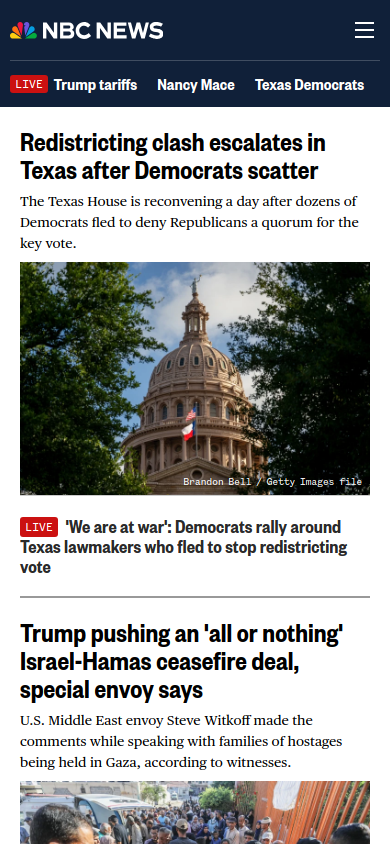 NBC NEWS
LIVE Trump tariffs Nancy Mace Texas Democrats
Redistricting clash escalates in
Texas after Democrats scatter
The Texas House is reconvening a day after dozens of
Democrats fled to deny Republicans a quorum for the
key vote.
Brandon Bell / Getty Images file
LIVE 'We are at war': Democrats rally around
Texas lawmakers who fled to stop redistricting
vote
Trump pushing an 'all or nothing'
Israel-Hamas ceasefire deal,
special envoy says
U.S. Middle East envoy Steve Witkoff made the
comments while speaking with families of hostages
being held in Gaza, according to witnesses.